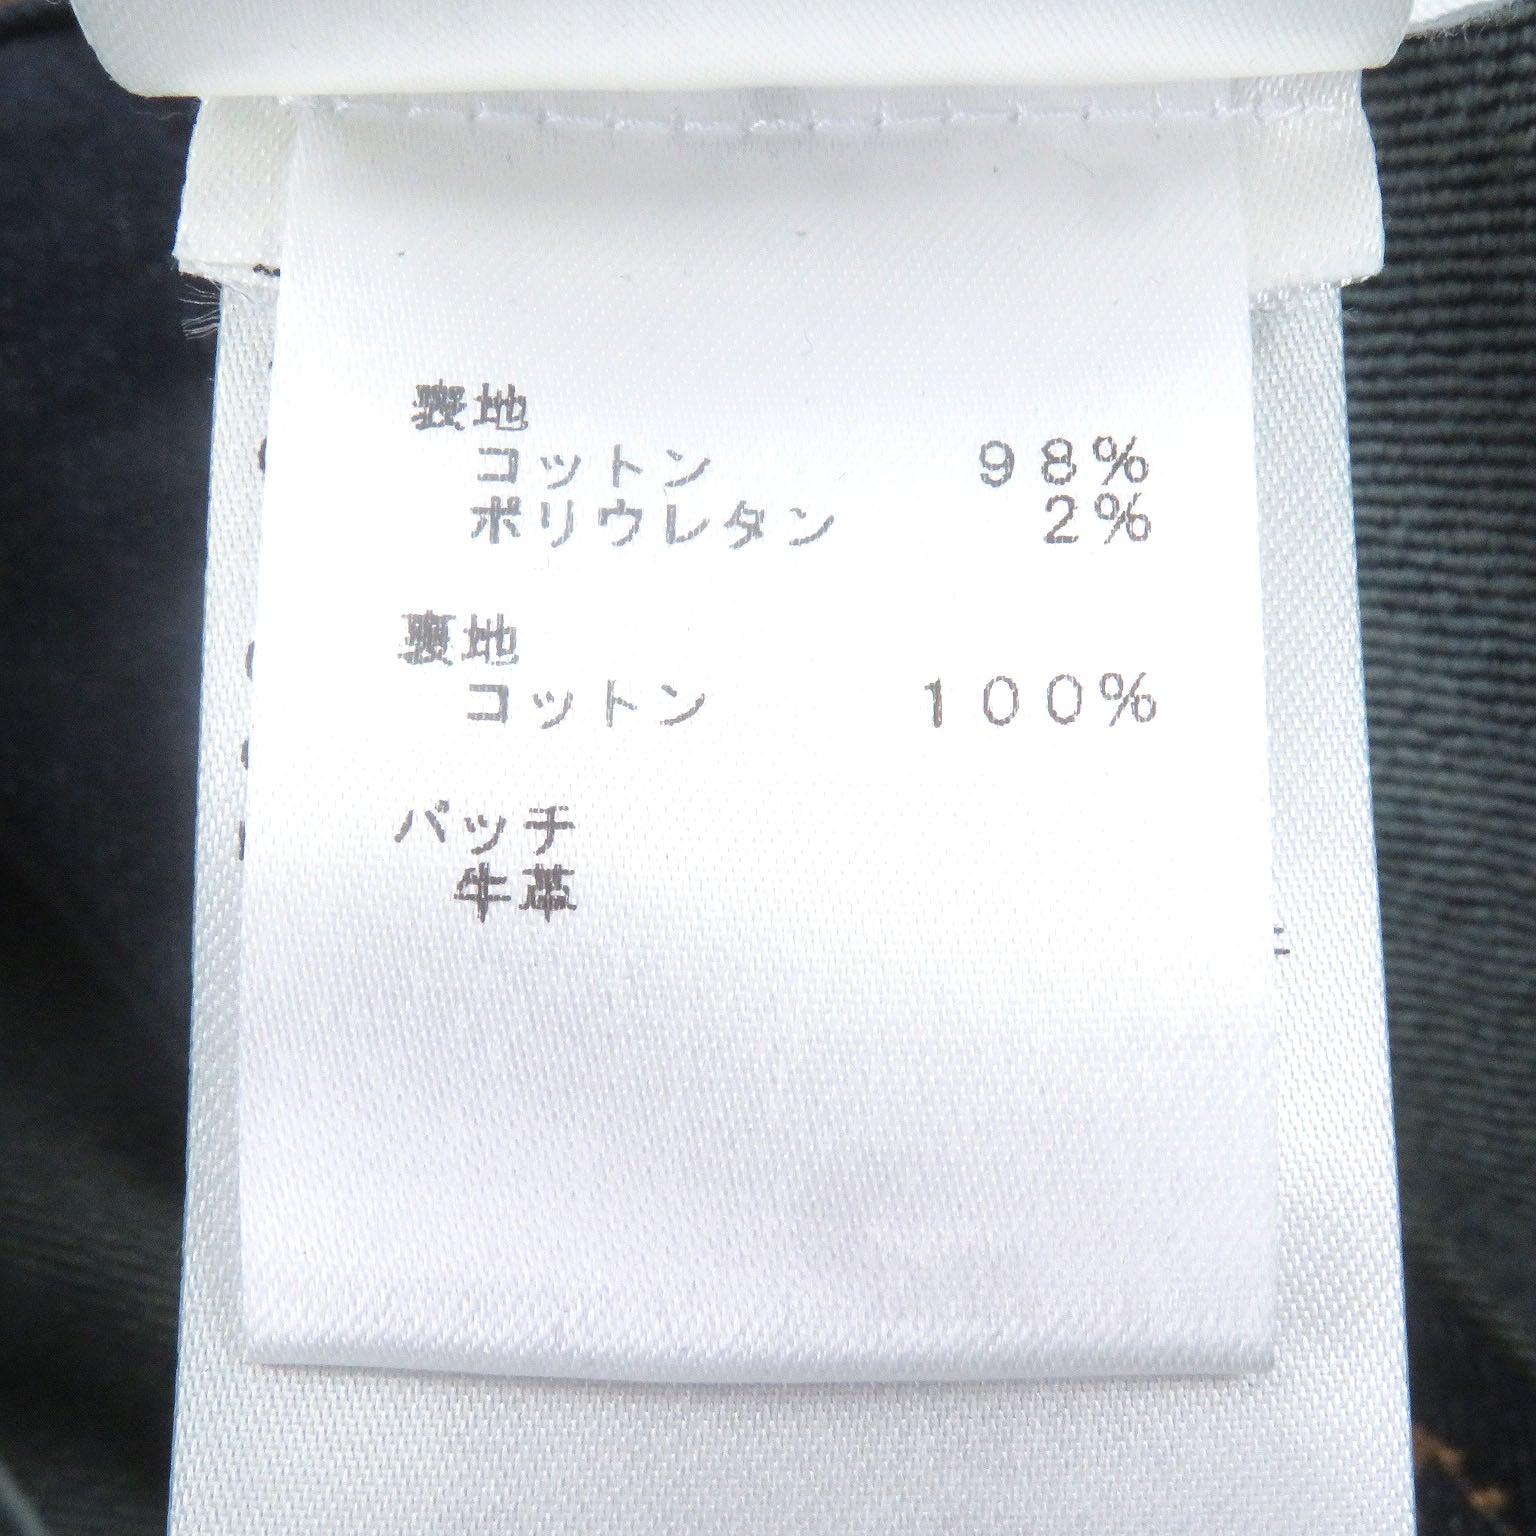 表地
コットン 98%
ポリウレタン 2%
裏地
コットン 100%
パッチ
牛革